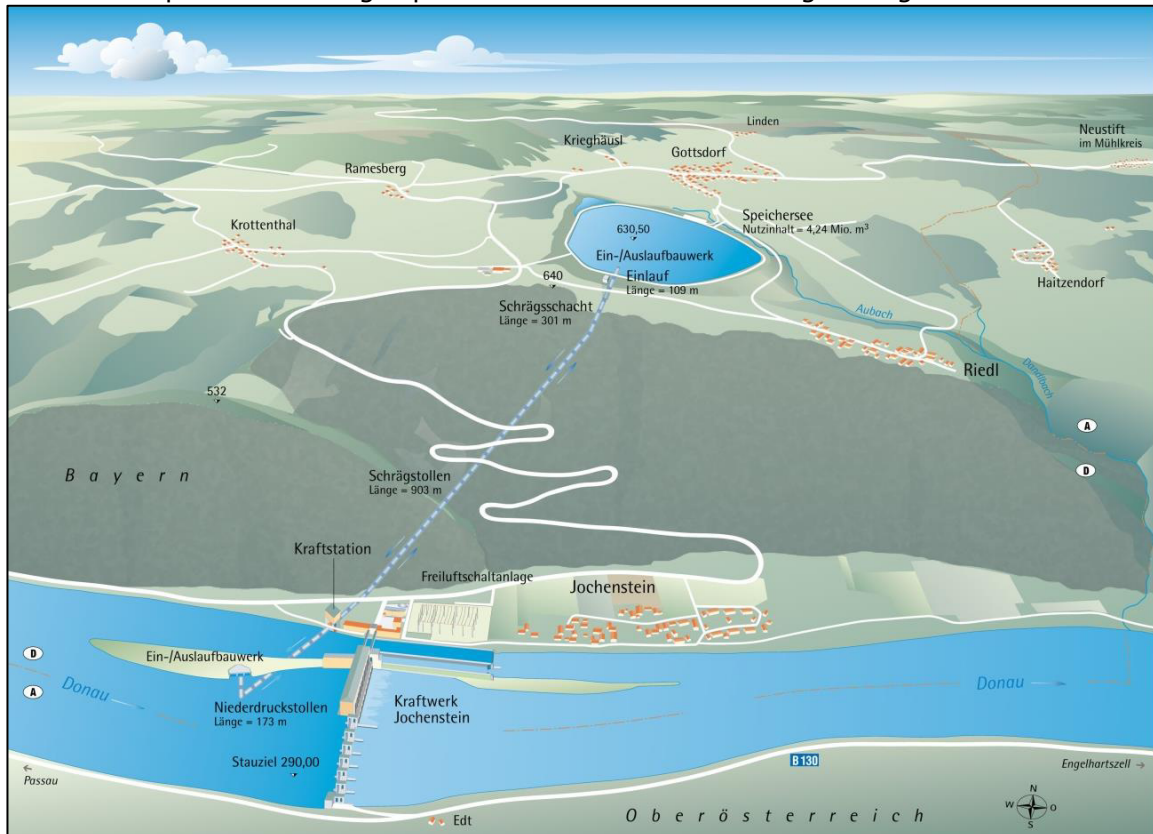 Linden
Neustift
im Mühlkreis
Krieghäusl
Gottsdorf
Ramesberg
Krottenthal
Speichersee
Nutzinhalt = 4,24 Mio. m³
630,50
Ein-/Auslaufbauwerk
Einlauf
Länge = 109 m
640
Haitzendorf
Schrägsschacht
Länge = 301 m
Aubach
Riedl
Dandlbach
532
A
D
Schrägstollen
Länge = 903 m
Bayern
Kraftstation
Freiluftschaltanlage
Jochenstein
D
Ein-/Auslaufbauwerk
A
Donau
Donau
Niederdruckstollen
Länge = 173 m
Kraftwerk
Jochenstein
Stauziel 290,00
B 130
Passau
Engelhartszell
N
W O
S
Edt
Oberösterreich